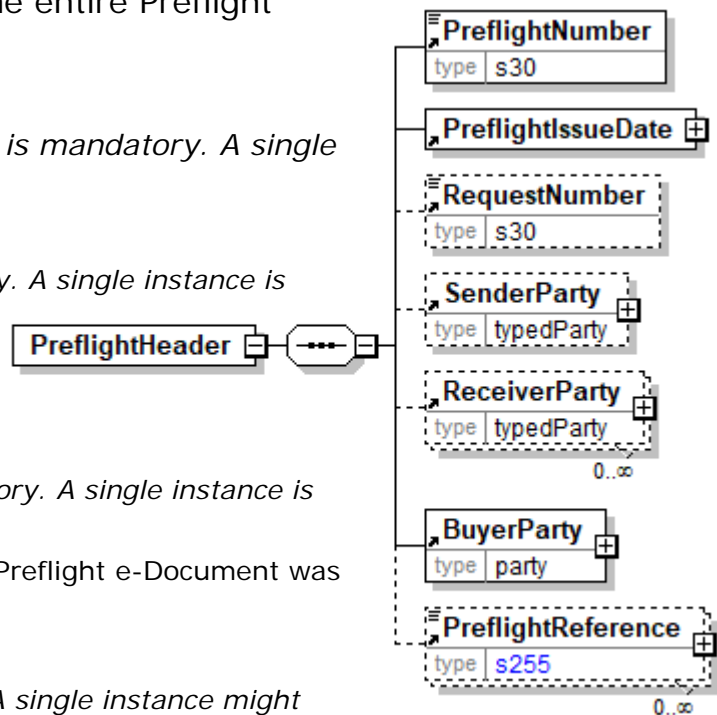 e entire Preflight
is mandatory. A single
y. A single instance is
ory. A single instance is
Preflight e-Document was
A single instance might
PreflightHeader
PreflightNumber
type s30
PreflightIssueDate
RequestNumber
type s30
SenderParty
type typedParty
ReceiverParty
type typedParty
0..∞
BuyerParty
type party
PreflightReference
type s255
0..∞